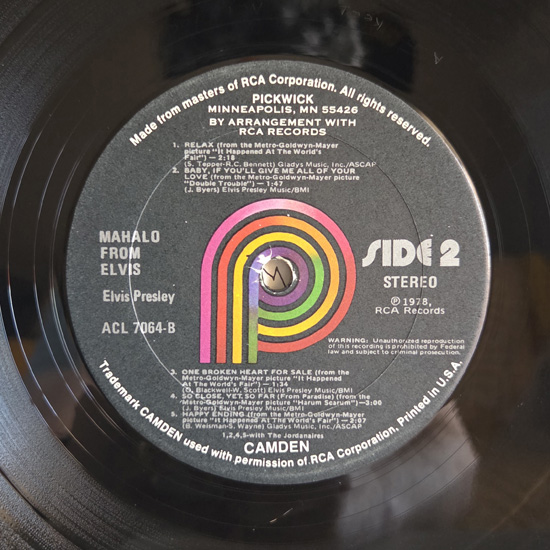 Made from masters of RCA Corporation. All rights reserved.
PICKWICK
MINNEAPOLIS, MN 55426
BY ARRANGEMENT WITH
RCA RECORDS
1. RELAX (from the Metro-Goldwyn-Mayer
picture "It Happened At The World's
Fair") — 2:18
(S. Tepper-R.C. Bennett) Gladys Music, Inc./ASCAP
2. BABY, IF YOU'LL GIVE ME ALL OF YOUR
LOVE (from the Metro-Goldwyn-Mayer picture
"Double Trouble") — 1:47
(J. Byers) Elvis Presley Music/BMI
MAHALO
FROM
ELVIS
Elvis Presley
ACL 7064-B
SIDE 2
STEREO
℗ 1978,
RCA Records
WARNING: Unauthorized reproduction
of this recording is prohibited by Federal
law and subject to criminal prosecution.
3. ONE BROKEN HEART FOR SALE (from the
Metro-Goldwyn-Mayer picture "It Happened
At The World's Fair") — 1:34
(O. Blackwell-W. Scott) Elvis Presley Music/BMI
4. SO CLOSE, YET SO FAR (From Paradise) (from the
Metro-Goldwyn-Mayer picture "Harum Scarum")—3:00
(J. Byers) Elvis Presley Music/BMI
5. HAPPY ENDING (from the Metro-Goldwyn-Mayer
picture "It Happened At The World's Fair") — 2:07
(B. Weisman-S. Wayne) Gladys Music, Inc./ASCAP
1,2,4,5-with The Jordanaires
CAMDEN
Trademark CAMDEN used with permission of RCA Corporation. Printed in U.S.A.